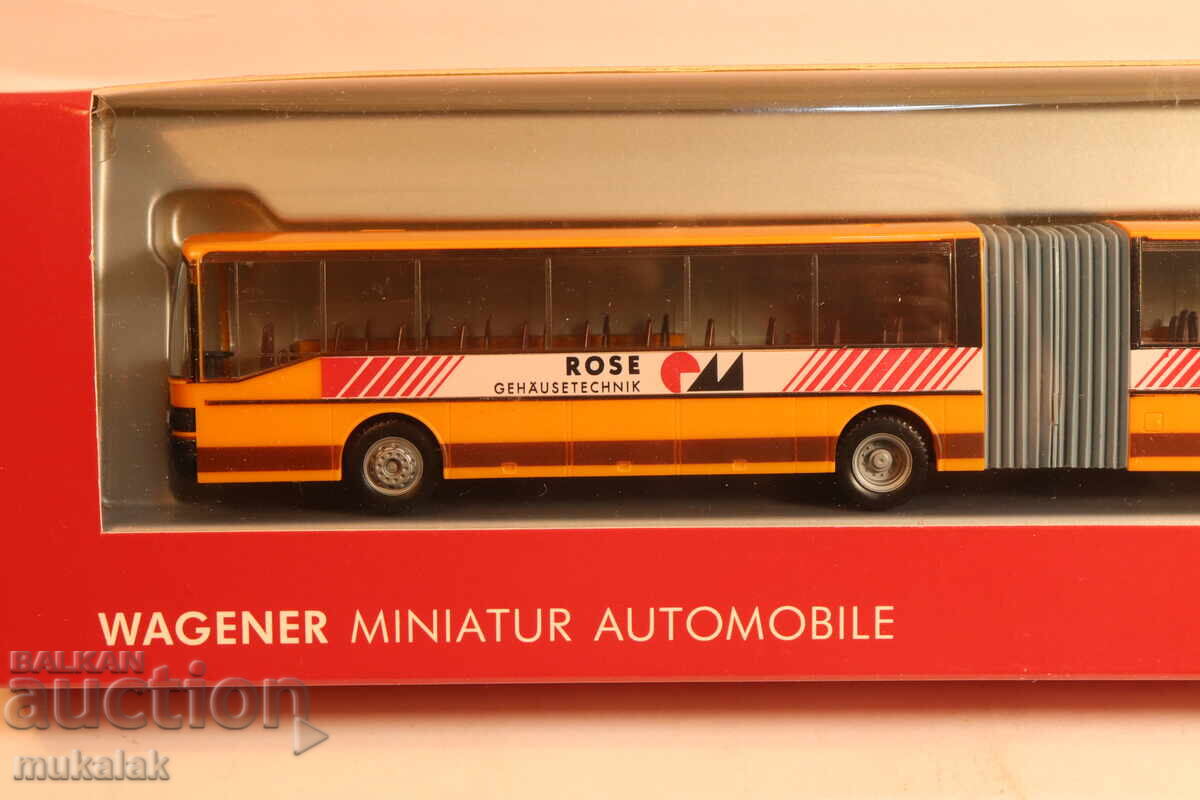 ROSE
GEHÄUSETECHNIK
WAGENER MINIATUR AUTOMOBILE
BALKAN
auction
mukalak